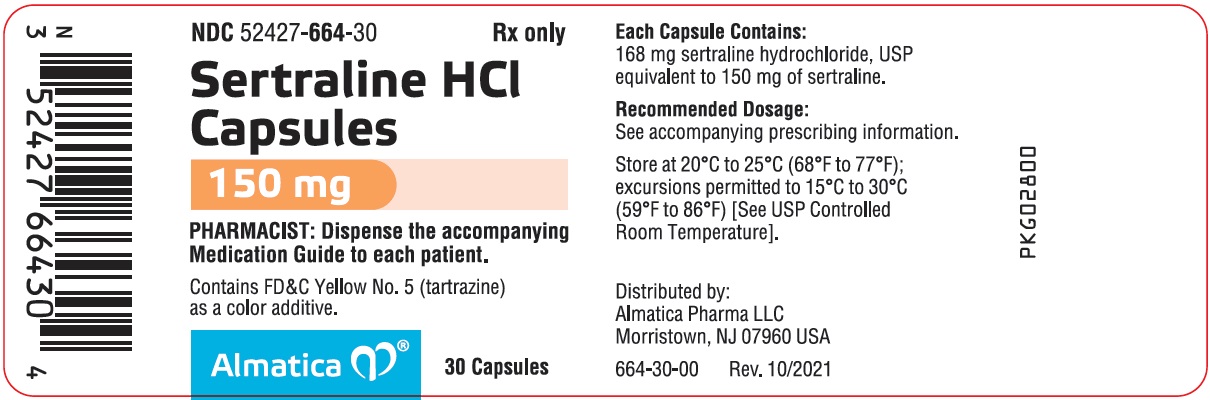 N
3 52427 66430 4
NDC 52427-664-30 Rx only
Sertraline HCl
Capsules
150 mg
PHARMACIST: Dispense the accompanying
Medication Guide to each patient.
Contains FD&C Yellow No. 5 (tartrazine)
as a color additive.
Almatica ®
30 Capsules
Each Capsule Contains:
168 mg sertraline hydrochloride, USP
equivalent to 150 mg of sertraline.
Recommended Dosage:
See accompanying prescribing information.
Store at 20°C to 25°C (68°F to 77°F);
excursions permitted to 15°C to 30°C
(59°F to 86°F) [See USP Controlled
Room Temperature].
Distributed by:
Almatica Pharma LLC
Morristown, NJ 07960 USA
664-30-00 Rev. 10/2021
PKG02800